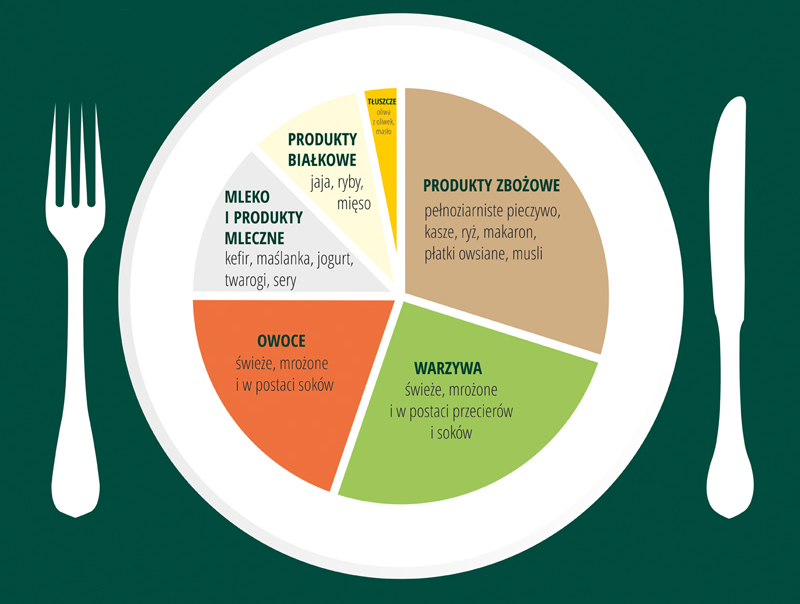 TŁUSZCZE
oliwa
z oliwek,
masło
PRODUKTY
BIAŁKOWE
jaja, ryby,
mięso
MLEKO
I PRODUKTY
MLECZNE
kefir, maślanka, jogurt,
twarogi, sery
PRODUKTY ZBOŻOWE
pełnoziarniste pieczywo,
kasze, ryż, makaron,
płatki owsiane, musli
OWOCE
świeże, mrożone
i w postaci soków
WARZYWA
świeże, mrożone
i w postaci przecierów
i soków